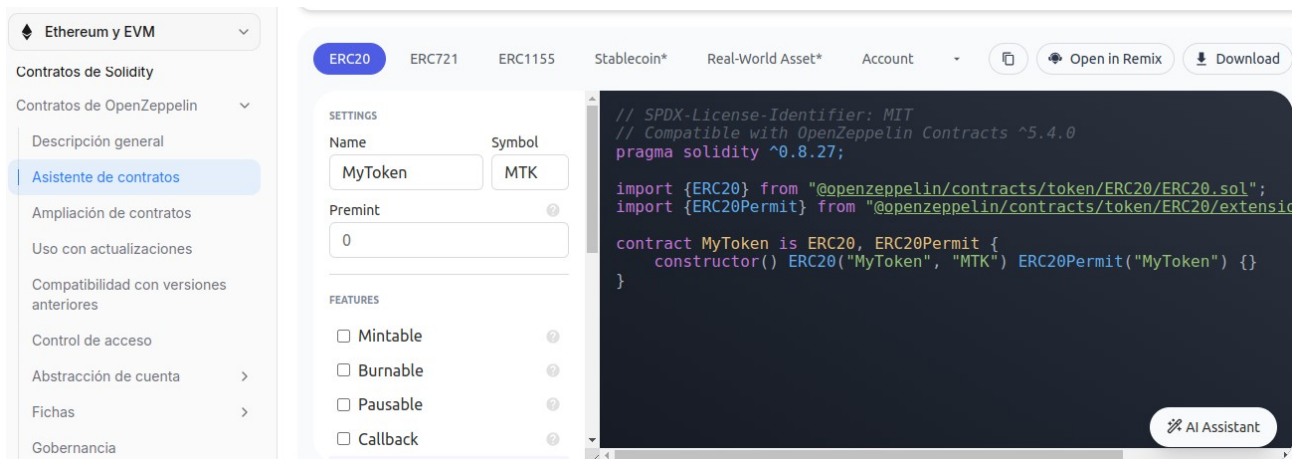 Ethereum y EVM
Contratos de Solidity
Contratos de OpenZeppelin
Descripción general
Asistente de contratos
Ampliación de contratos
Uso con actualizaciones
Compatibilidad con versiones
anteriores
Control de acceso
Abstracción de cuenta
Fichas
Gobernancia
ERC20 ERC721 ERC1155 Stablecoin* Real-World Asset* Account Open in Remix Download
SETTINGS
Name Symbol
MyToken MTK
Premint
0
FEATURES
Mintable
Burnable
Pausable
Callback
// SPDX-License-Identifier: MIT
// Compatible with OpenZeppelin Contracts ^5.4.0
pragma solidity ^0.8.27;
import {ERC20} from "@openzeppelin/contracts/token/ERC20/ERC20.sol";
import {ERC20Permit} from "@openzeppelin/contracts/token/ERC20/extensio
contract MyToken is ERC20, ERC20Permit {
constructor() ERC20("MyToken", "MTK") ERC20Permit("MyToken") {}
}
AI Assistant